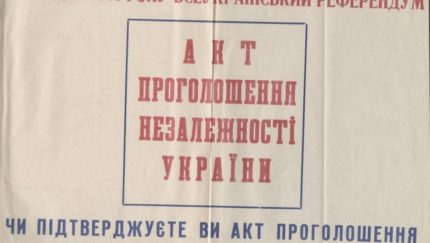 ВСЕУКРАЇНСЬКИЙ РЕФЕРЕНДУМ
АКТ
ПРОГОЛОШЕННЯ
НЕЗАЛЕЖНОСТІ
УКРАЇНИ
ЧИ ПІДТВЕРДЖУЄТЕ ВИ АКТ ПРОГОЛОШЕННЯ